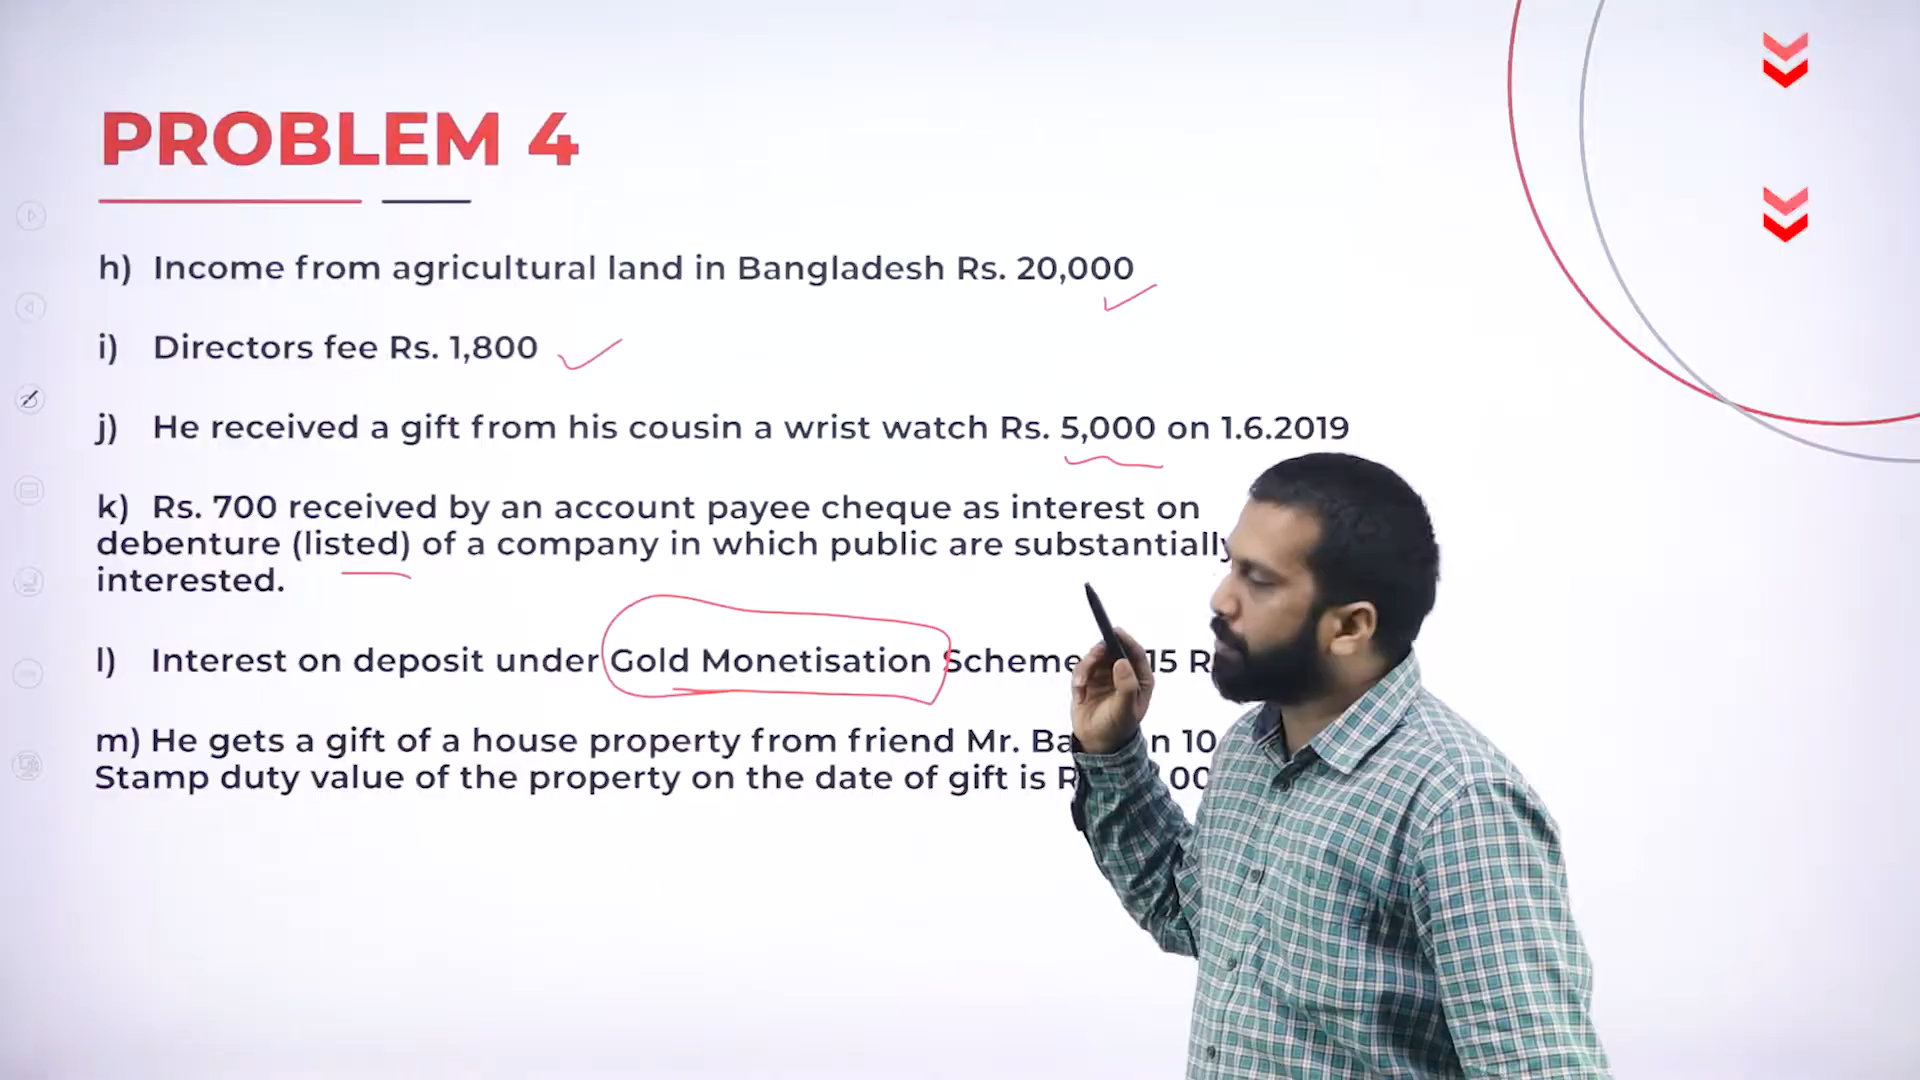 PROBLEM 4
h) Income from agricultural land in Bangladesh Rs. 20,000
i) Directors fee Rs. 1,800
j) He received a gift from his cousin a wrist watch Rs. 5,000 on 1.6.2019
k) Rs. 700 received by an account payee cheque as interest on
debenture (listed) of a company in which public are substantially
interested.
l) Interest on deposit under Gold Monetisation Scheme 15
m) He gets a gift of a house property from friend Mr. 10
Stamp duty value of the property on the date of gift is